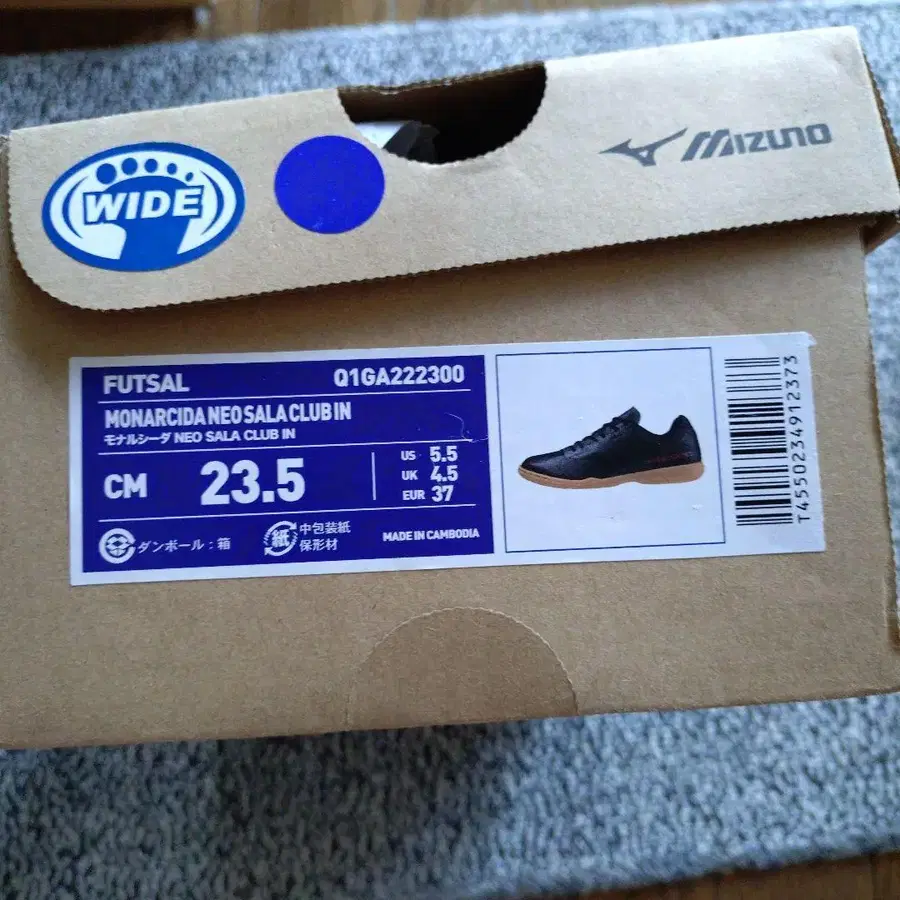 WIDE
MIZUNO
FUTSAL Q1GA222300
MONARCIDA NEO SALA CLUB IN
モナルシーダ NEO SALA CLUB IN
CM 23.5
US 5.5
UK 4.5
EUR 37
ダンボール:箱
紙 中包装紙
保形材
MADE IN CAMBODIA
T4550234912373